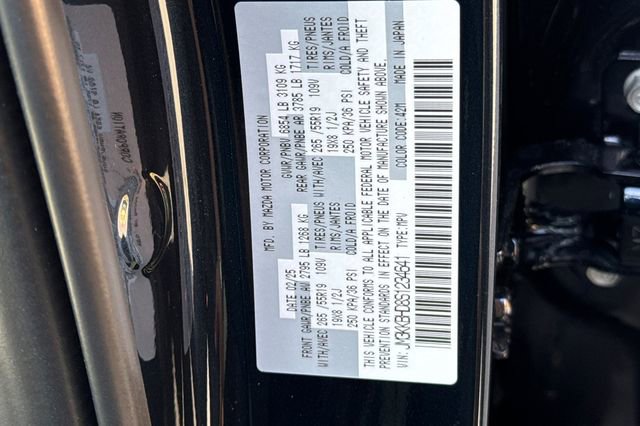 MFD. BY MAZDA MOTOR CORPORATION
DATE 02/25 GVWR/PNBV 6854 LB 3109 KG
FRONT GAWR/PNBE AV 2795 LB 1268 KG REAR GAWR/PNBE AR 3785 LB 1717 KG
WITH/AVEC 265 /55R19 109V TIRES/PNEUS WITH/AVEC 265 /55R19 109V TIRES/PNEUS
19X8 1/2J RIMS/JANTES 19X8 1/2J RIMS/JANTES
250 KPA/36 PSI COLD/A FROID 250 KPA/36 PSI COLD/A FROID
THIS VEHICLE CONFORMS TO ALL APPLICABLE FEDERAL MOTOR VEHICLE SAFETY AND THEFT
PREVENTION STANDARDS IN EFFECT ON THE DATE OF MANUFACTURE SHOWN ABOVE.
VIN: JM3KKBHD3S1234641 TYPE:MPV COLOR CODE:42M MADE IN JAPAN